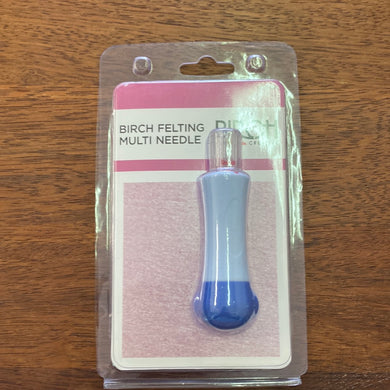 BIRCH FELTING
MULTI NEEDLE